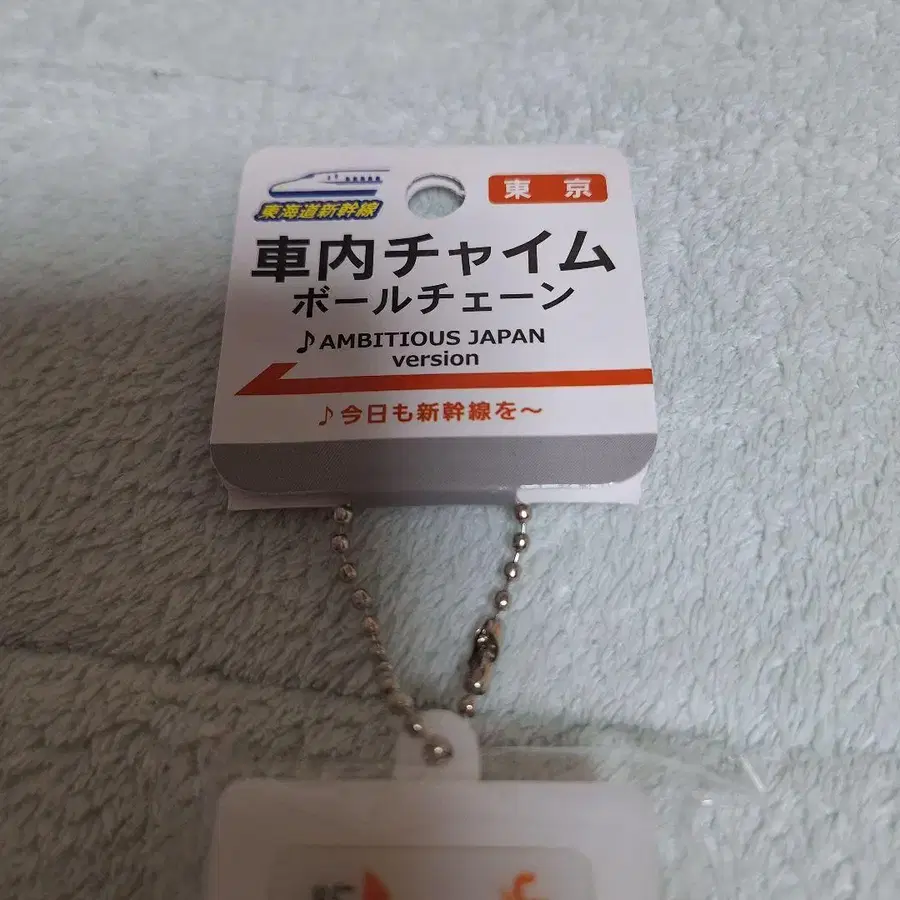 東海道新幹線
東京
車内チャイム
ボールチェーン
♪AMBITIOUS JAPAN
version
♪今日も新幹線を～